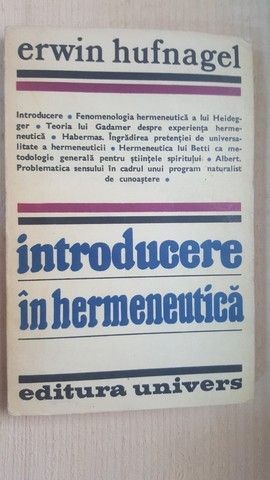 erwin hufnagel
Introducere • Fenomenologia hermeneutică a lui Heideg-
ger • Teoria lui Gadamer despre experiența herme-
neutică • Habermas. Îngrădirea pretenției de universa-
litate a hermeneuticii • Hermeneutica lui Betti ca me-
todologie generală pentru științele spiritului • Albert.
Problematica sensului în cadrul unui program naturalist
de cunoaștere •
introducere
în hermeneutică
editura univers